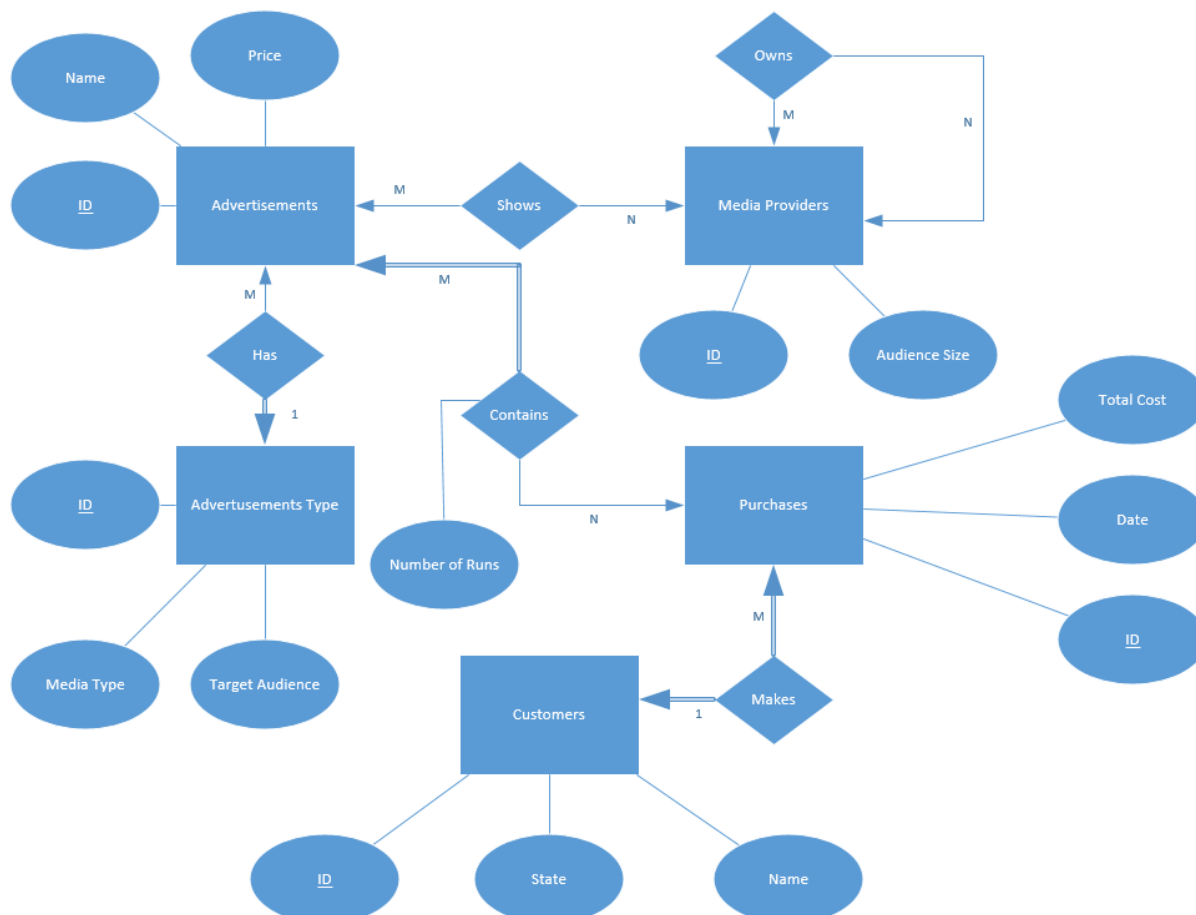 Price
Owns
Name
M
N
M
ID
Advertisements
Shows
Media Providers
N
M
M
Has
ID
Audience Size
1
Contains
Total Cost
ID
Advertusements Type
Purchases
N
Date
Number of Runs
M
ID
Media Type
Target Audience
Customers
1
Makes
ID
State
Name